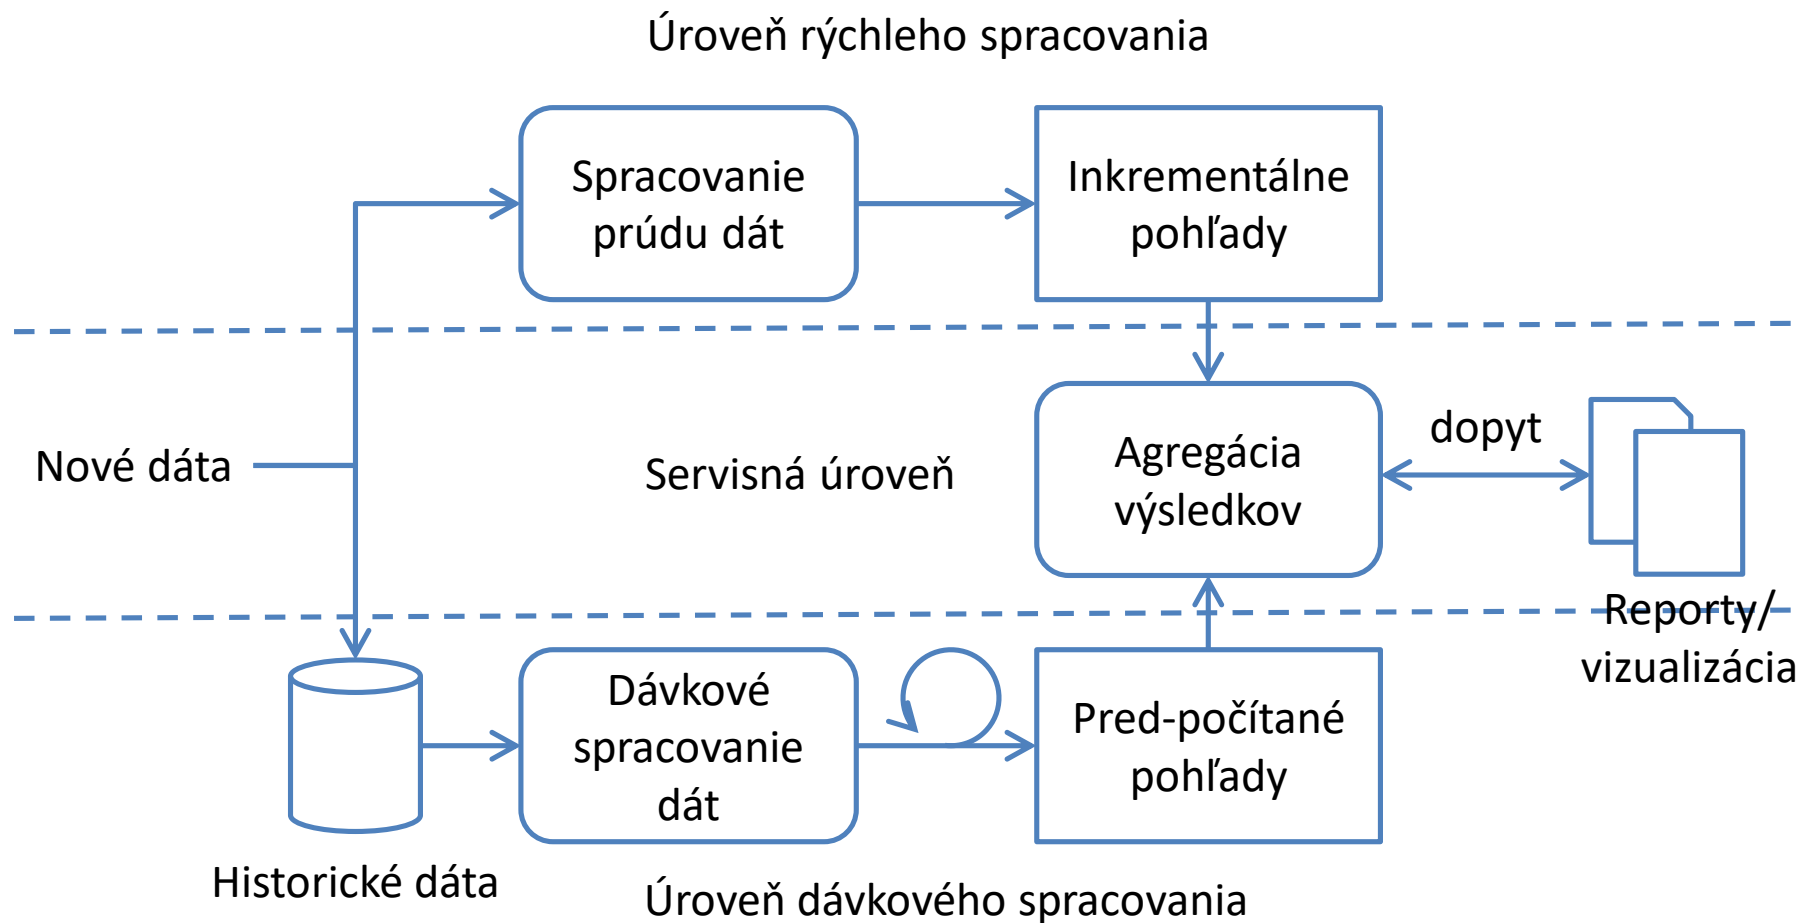 Úroveň rýchleho spracovania
Spracovanie
prúdu dát
Inkrementálne
pohľady
Nové dáta
Servisná úroveň
Agregácia
výsledkov
dopyt
Reporty/
vizualizácia
Historické dáta
Dávkové
spracovanie
dát
Pred-počítané
pohľady
Úroveň dávkového spracovania